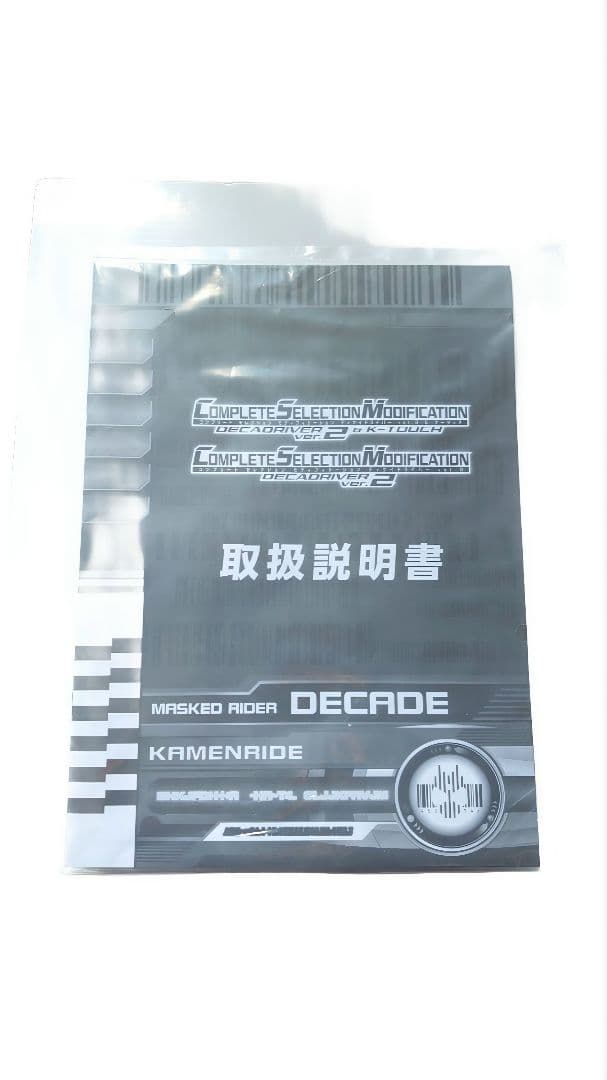 COMPLETE SELECTION MODIFICATION
DECADRIVER ver.2 & K-TOUCH
COMPLETE SELECTION MODIFICATION
DECADRIVER ver.2
取扱説明書
MASKED RIDER DECADE
KAMENRIDE